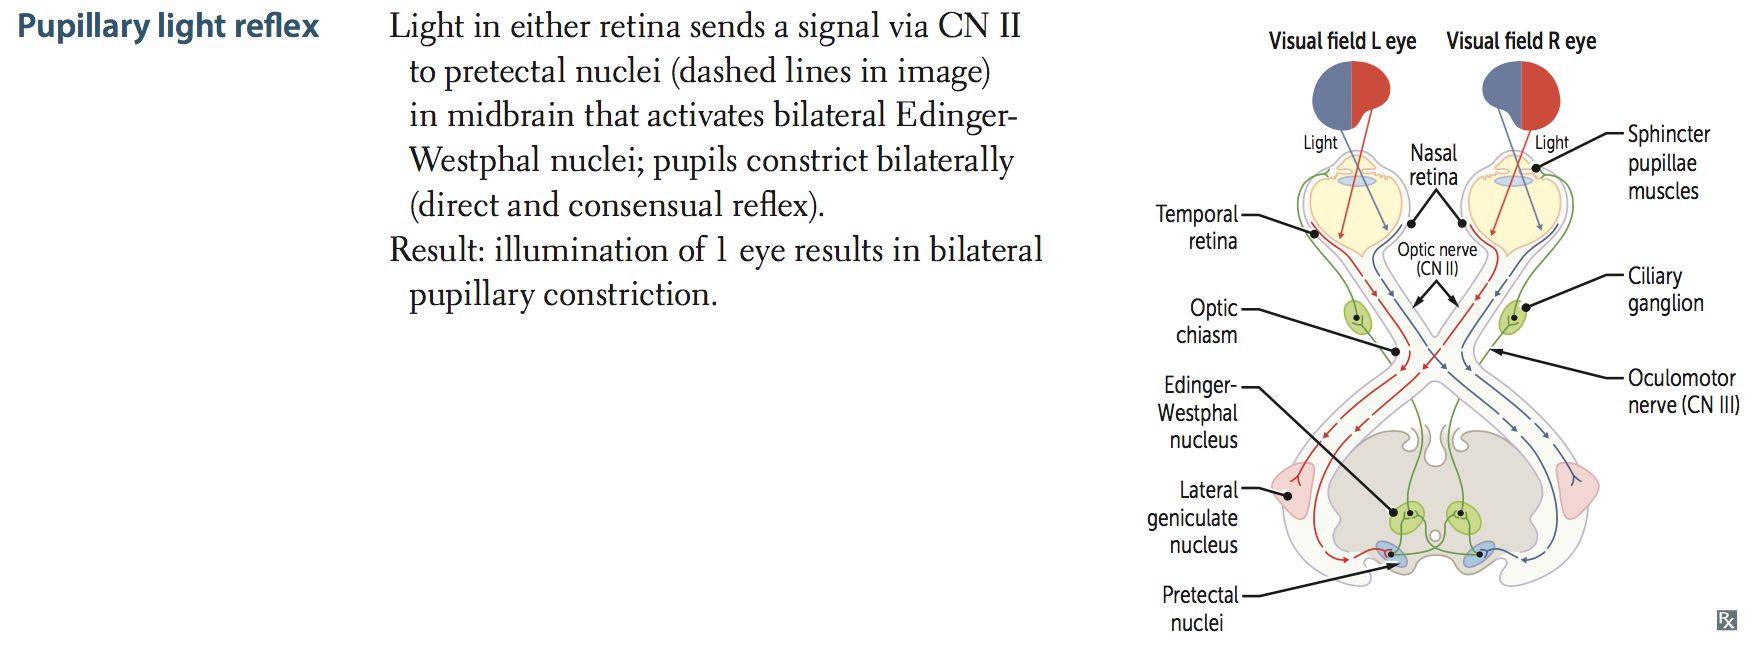 Pupillary light reflex
Light in either retina sends a signal via CN II
to pretectal nuclei (dashed lines in image)
in midbrain that activates bilateral Edinger-
Westphal nuclei; pupils constrict bilaterally
(direct and consensual reflex).
Result: illumination of 1 eye results in bilateral
pupillary constriction.
Visual field L eye
Visual field R eye
Light
Light
Nasal
retina
Sphincter
pupillae
muscles
Temporal
retina
Optic nerve
(CN II)
Ciliary
ganglion
Optic
chiasm
Oculomotor
nerve (CN III)
Edinger-
Westphal
nucleus
Lateral
geniculate
nucleus
Pretectal
nuclei
Rx